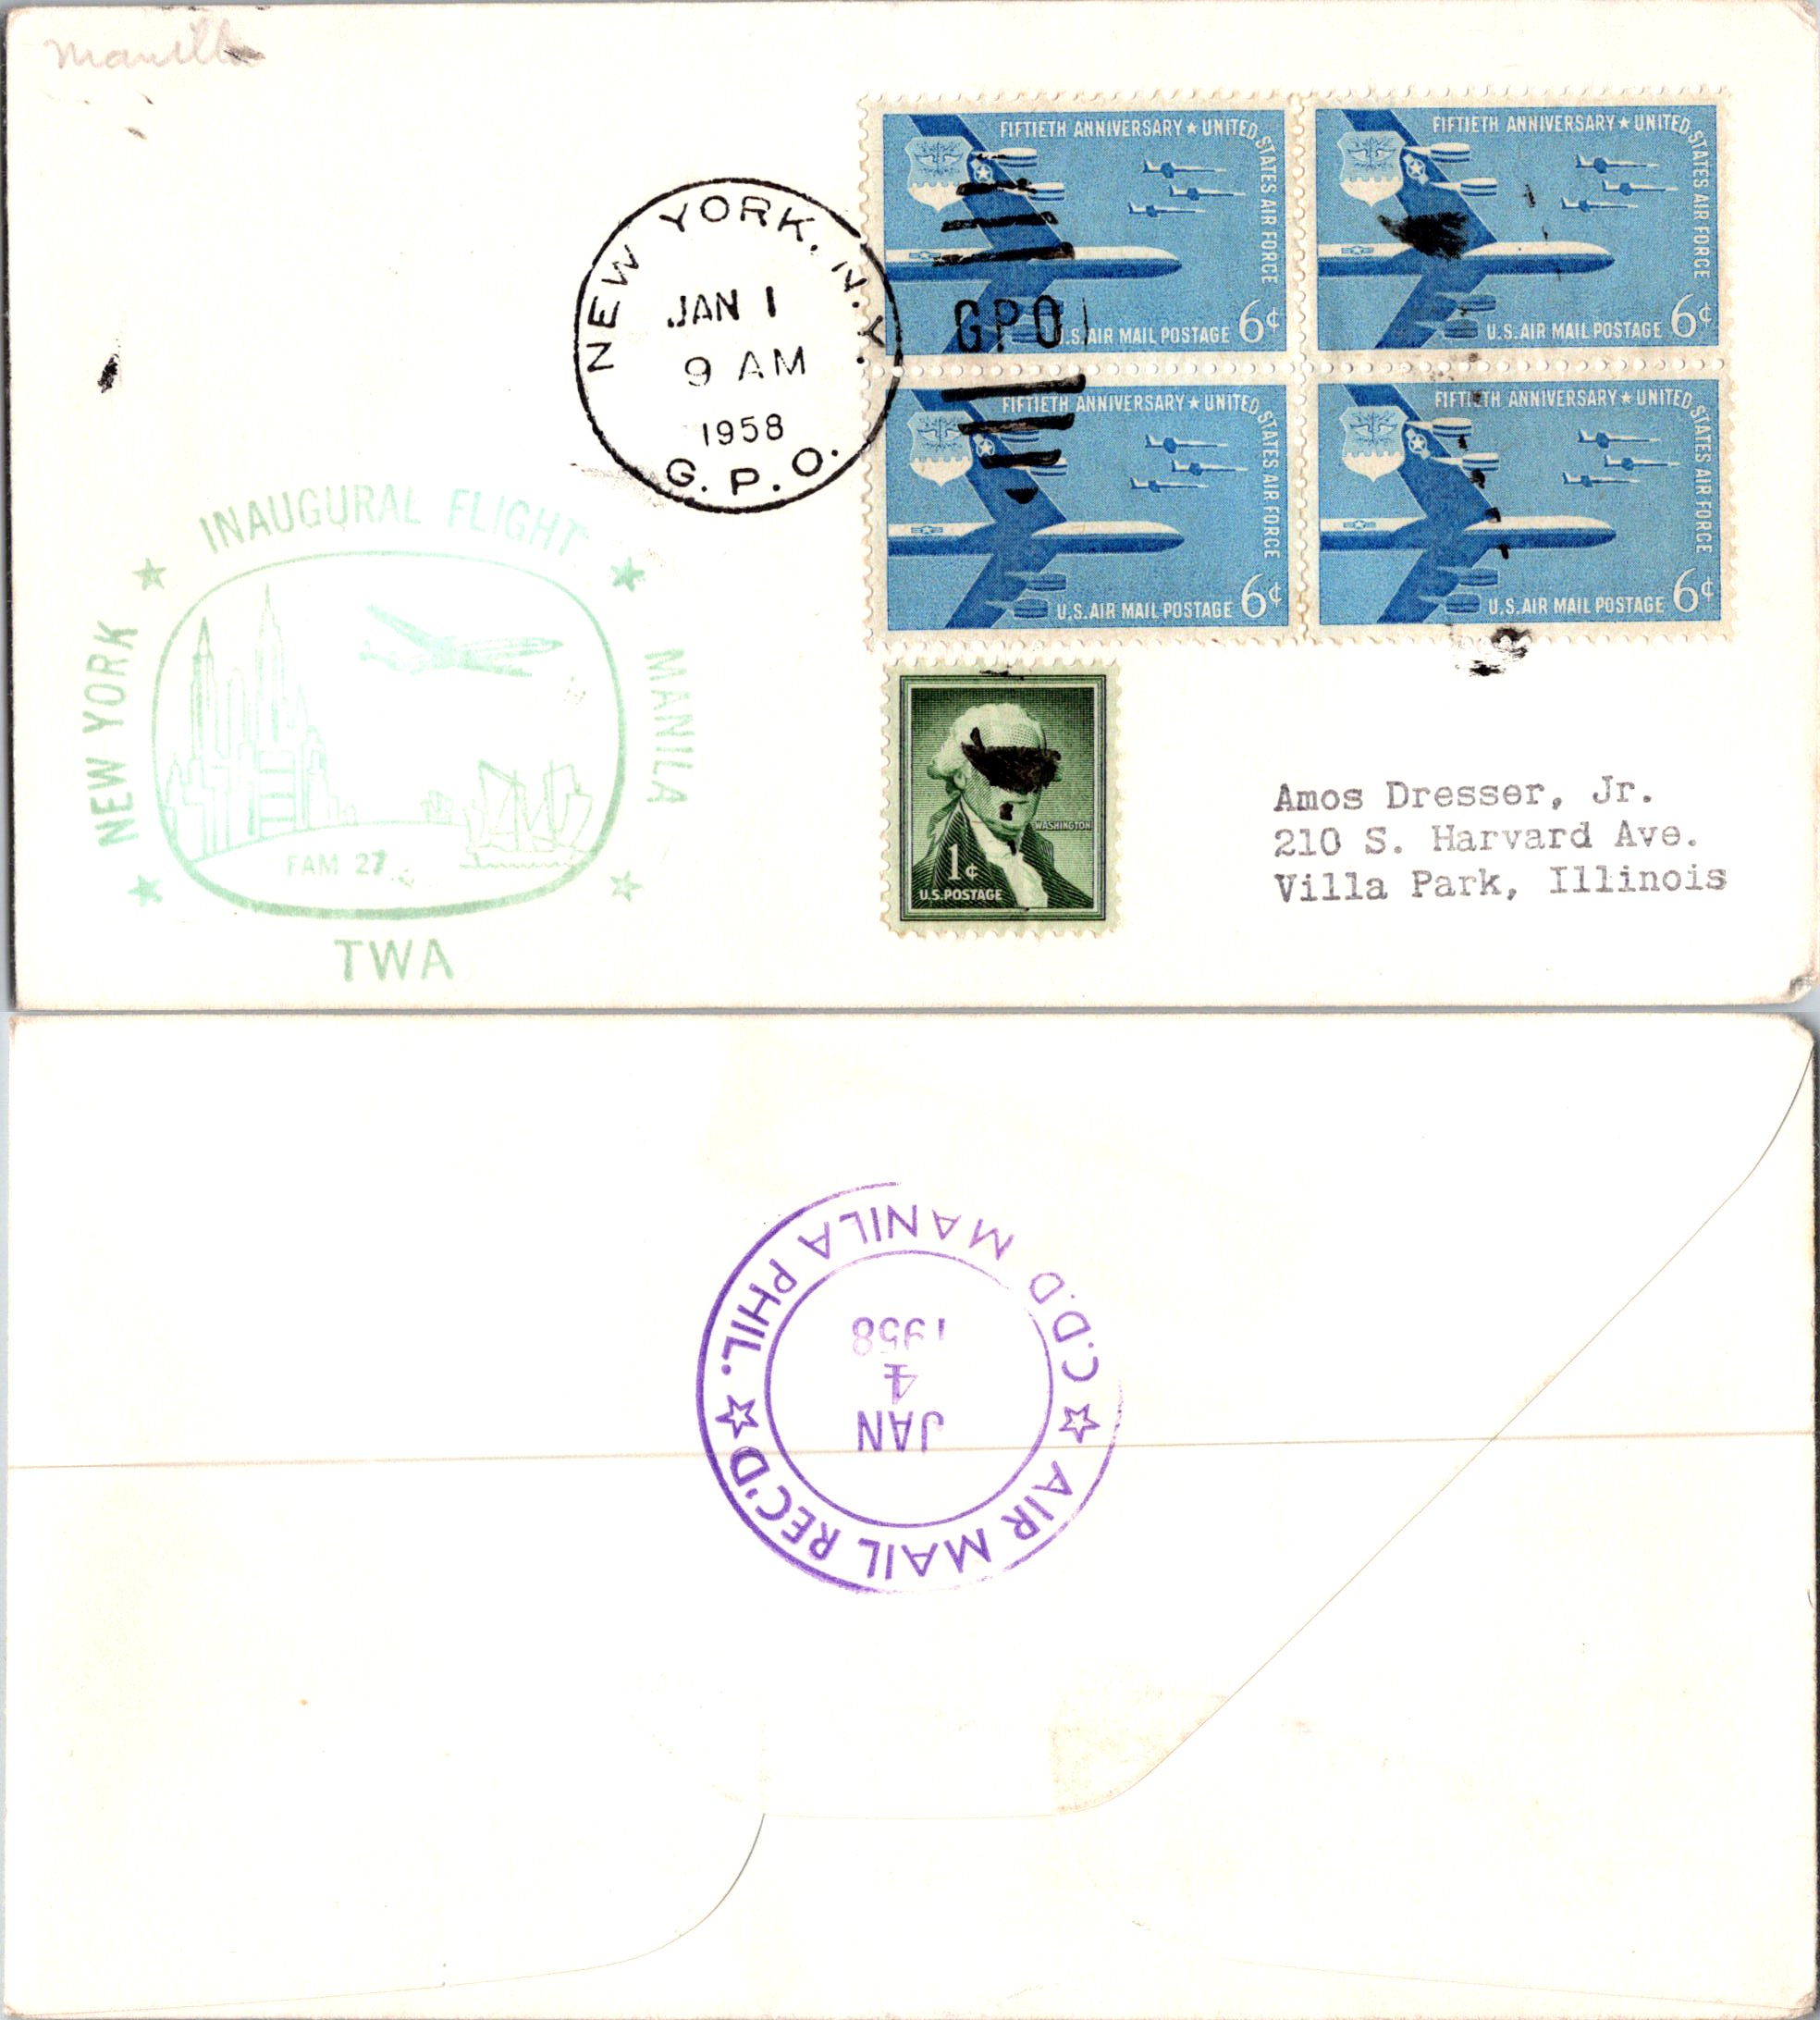 Manilla
NEW YORK, N.Y.
JAN 1
9 AM
1958
G.P.O.
GPO
FIFTIETH ANNIVERSARY ★ UNITED STATES AIR FORCE
U.S. AIR MAIL POSTAGE 6¢
FIFTIETH ANNIVERSARY ★ UNITED STATES AIR FORCE
U.S. AIR MAIL POSTAGE 6¢
FIFTIETH ANNIVERSARY ★ UNITED STATES AIR FORCE
U.S. AIR MAIL POSTAGE 6¢
FIFTIETH ANNIVERSARY ★ UNITED STATES AIR FORCE
U.S. AIR MAIL POSTAGE 6¢
INAUGURAL FLIGHT
NEW YORK
MANILA
FAM 27
TWA
WASHINGTON
1¢
U.S. POSTAGE
Amos Dresser, Jr.
210 S. Harvard Ave.
Villa Park, Illinois
AIR MAIL REC'D
JAN
4
1958
C.D.D MANILA PHIL.